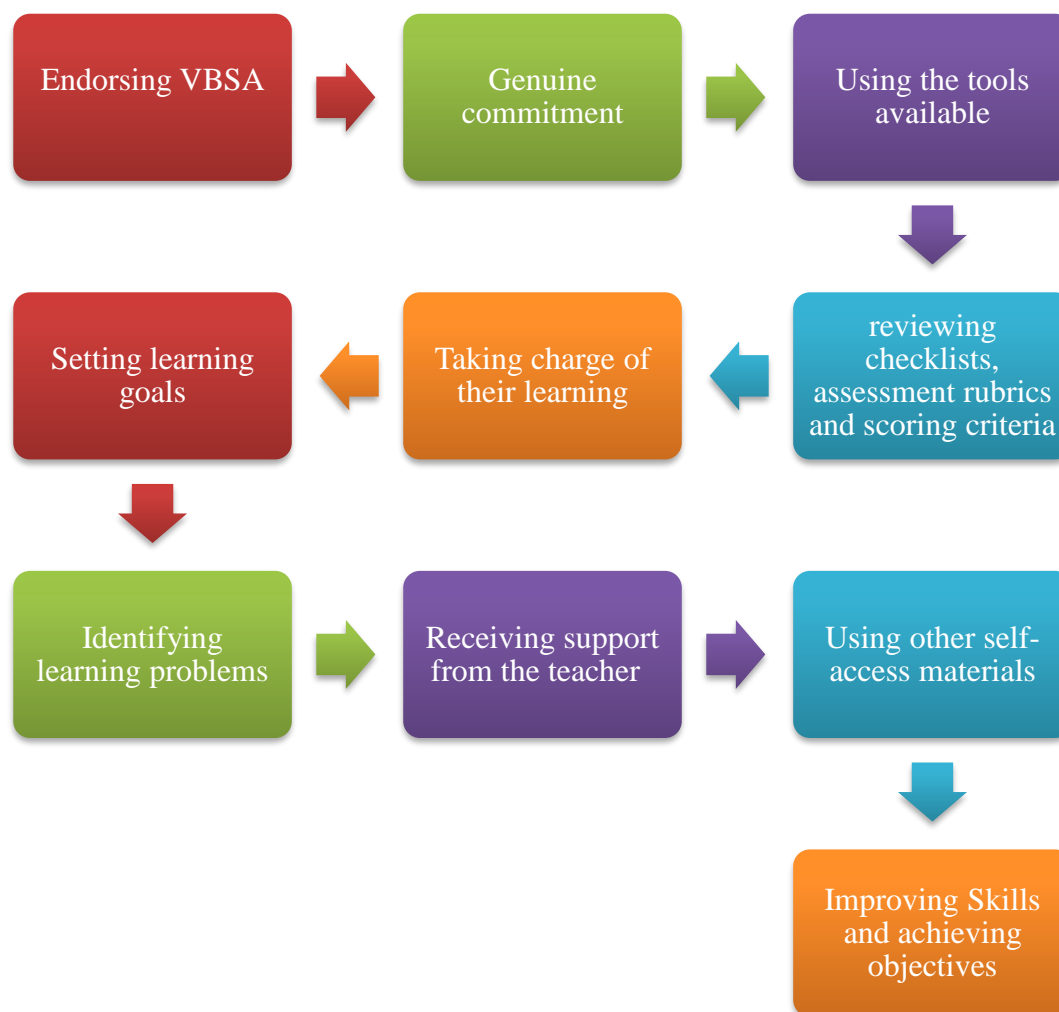 Endorsing VBSA
Genuine
commitment
Using the tools
available
reviewing
checklists,
assessment rubrics
and scoring criteria
Taking charge of
their learning
Setting learning
goals
Identifying
learning problems
Receiving support
from the teacher
Using other self-
access materials
Improving Skills
and achieving
objectives